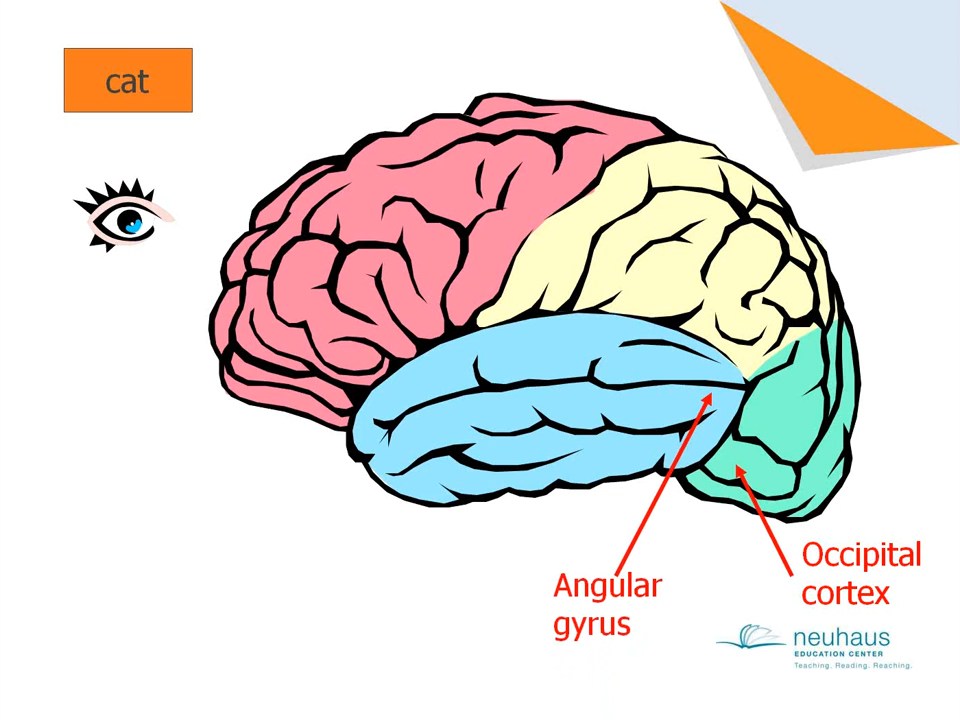 cat
Angular
gyrus
Occipital
cortex
neuhaus
EDUCATION CENTER
Teaching. Reading. Reaching.